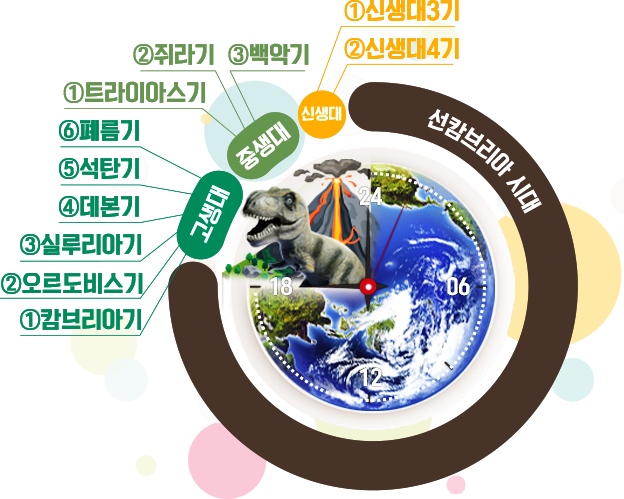 ①신생대3기
②신생대4기
②쥐라기 ③백악기
①트라이아스기
신생대
중생대
⑥폐름기
⑤석탄기
④데본기
③실루리아기
②오르도비스기
①캄브리아기
고생대
선캄브리아 시대
24
18
06
12